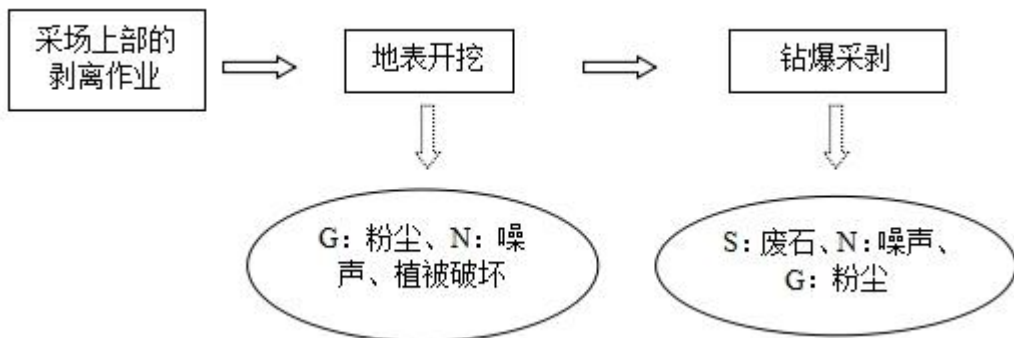 采场上部的
剥离作业
地表开挖
钻爆采剥
G：粉尘、N：噪
声、植被破坏
S：废石、N：噪声、
G：粉尘